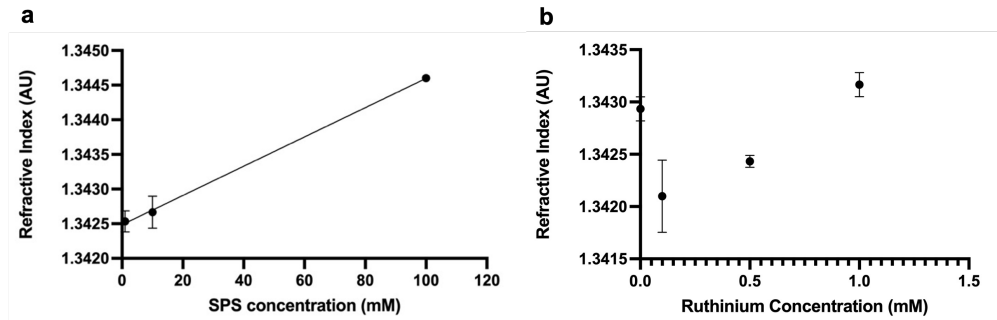 a
1.3450
1.3445
1.3440
1.3435
1.3430
1.3425
1.3420
0 20 40 60 80 100 120
Refractive Index (AU)
SPS concentration (mM)
b
1.3435
1.3430
1.3425
1.3420
1.3415
0.0 0.5 1.0 1.5
Refractive Index (AU)
Ruthinium Concentration (mM)